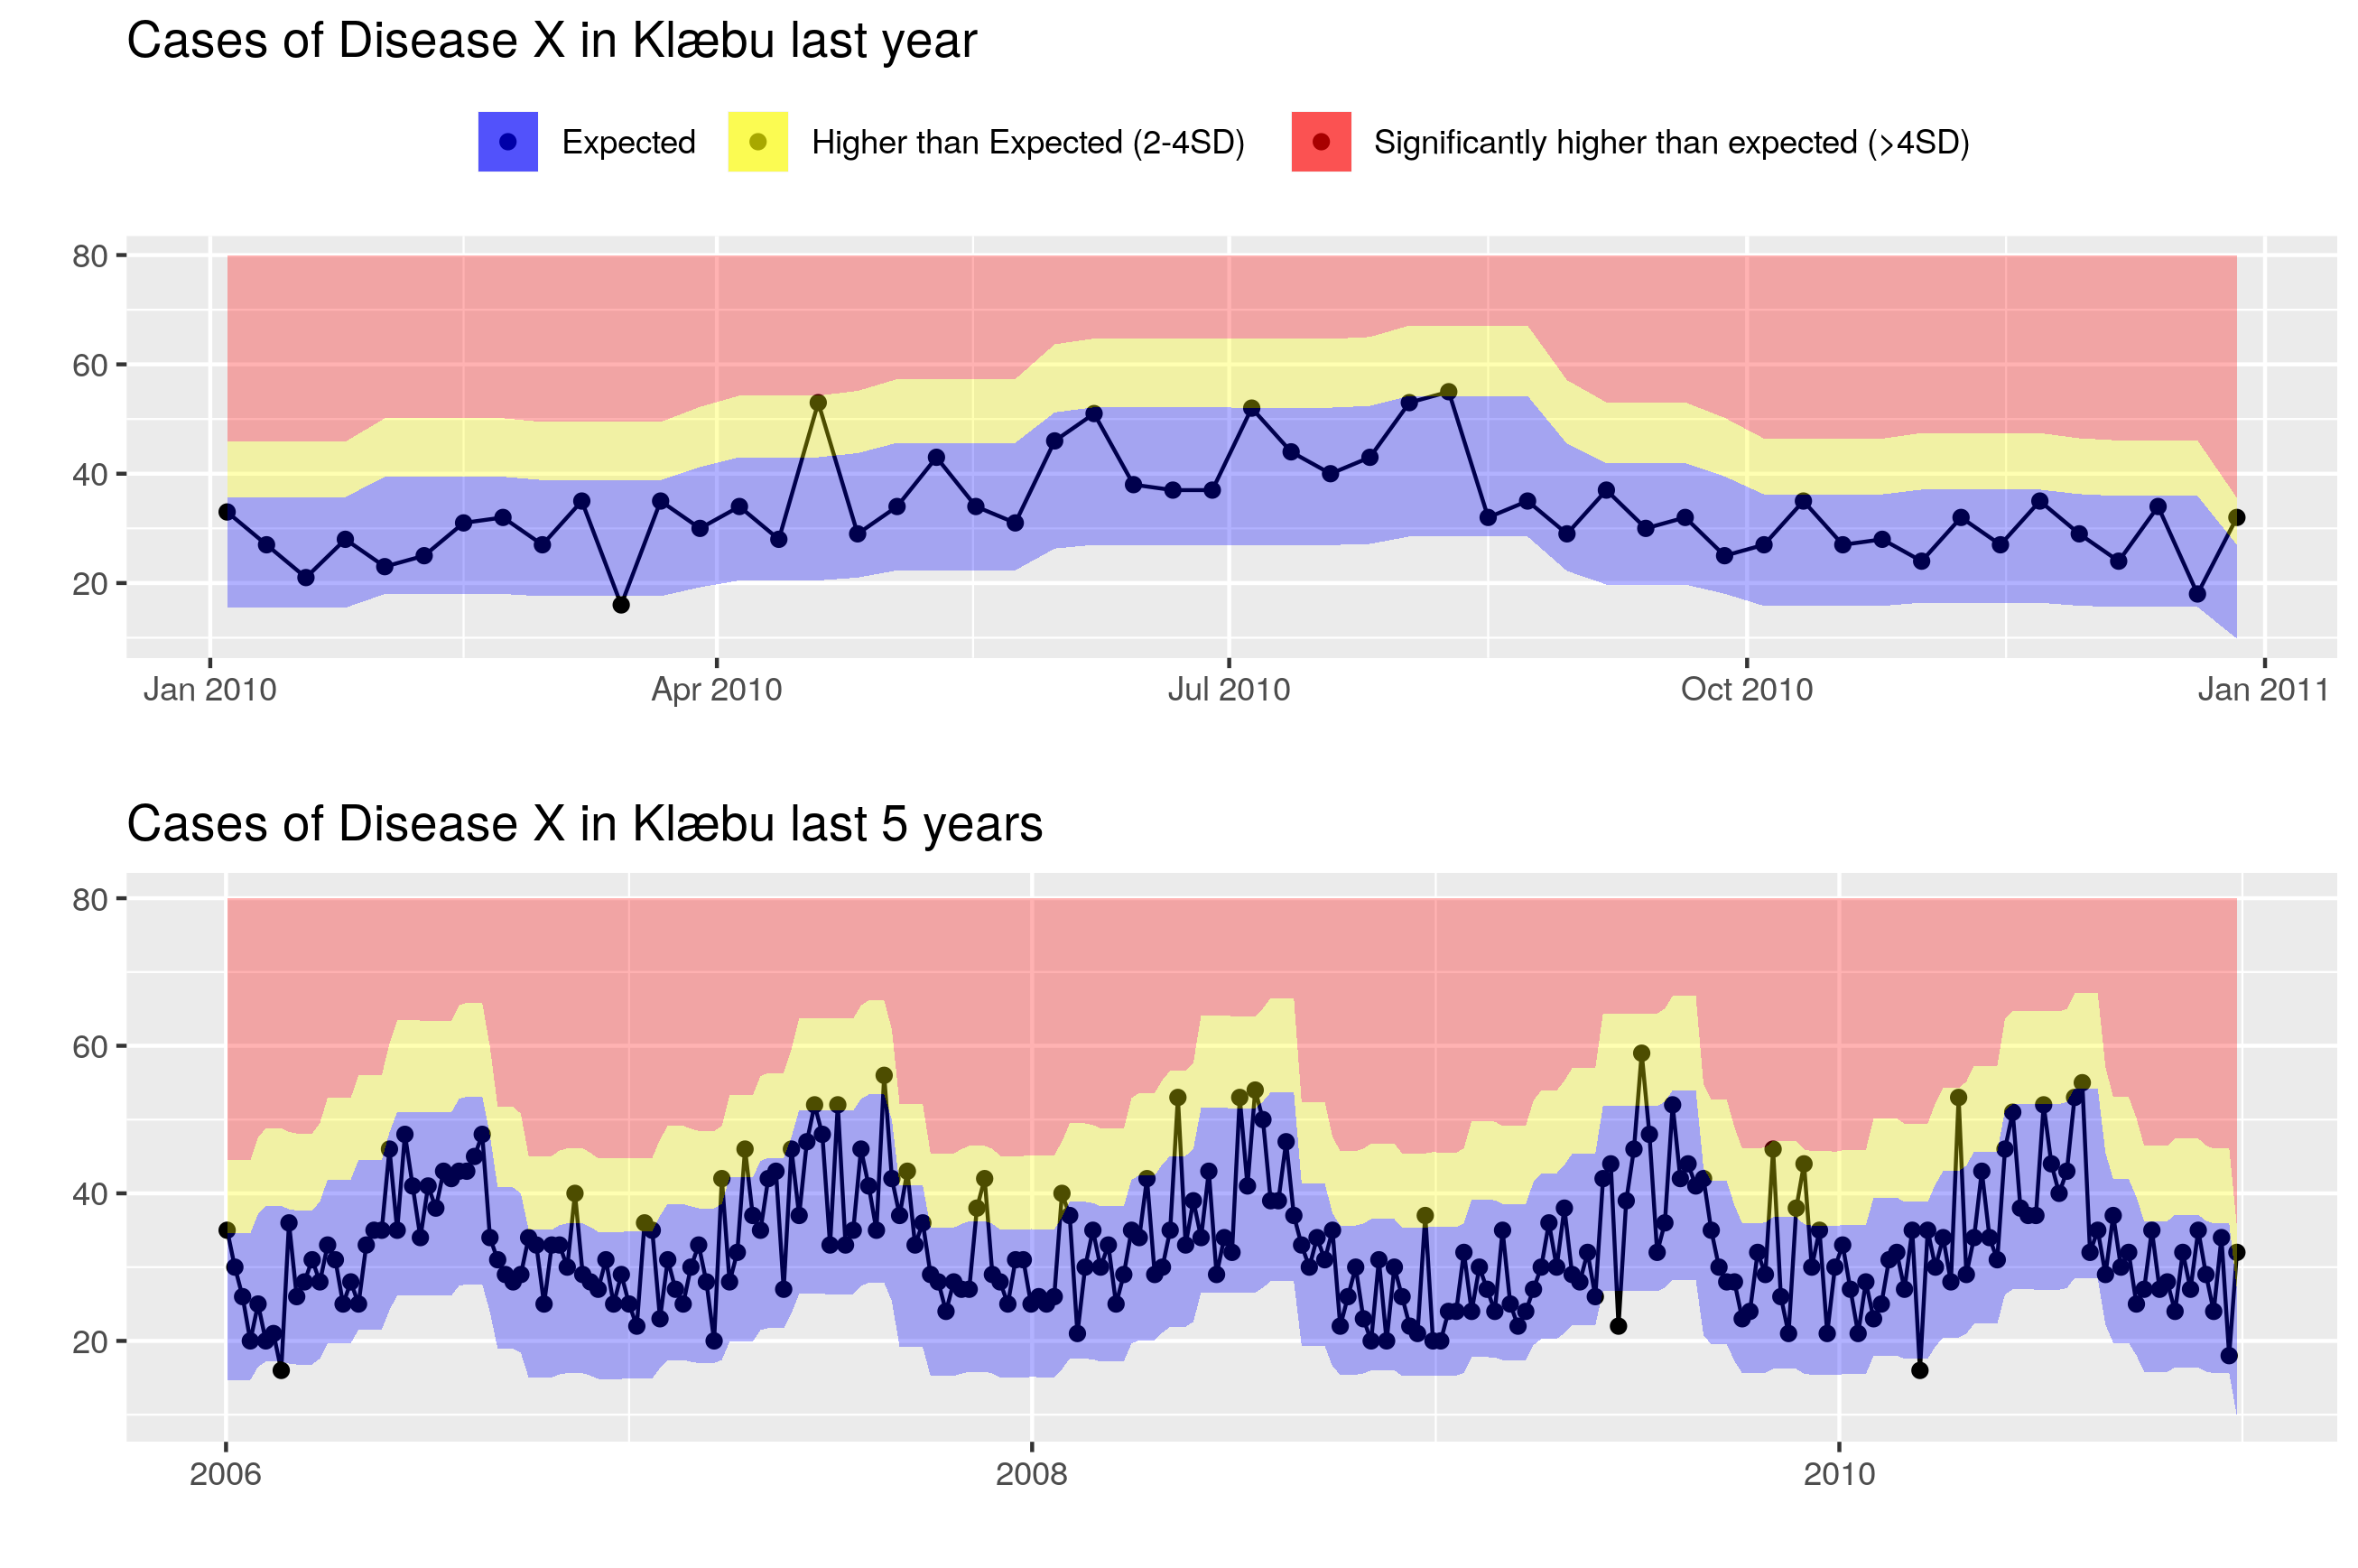 Cases of Disease X in Klæbu last year
Expected Higher than Expected (2-4SD) Significantly higher than expected (>4SD)
80
60
40
20
Jan 2010 Apr 2010 Jul 2010 Oct 2010 Jan 2011
Cases of Disease X in Klæbu last 5 years
80
60
40
20
2006 2008 2010